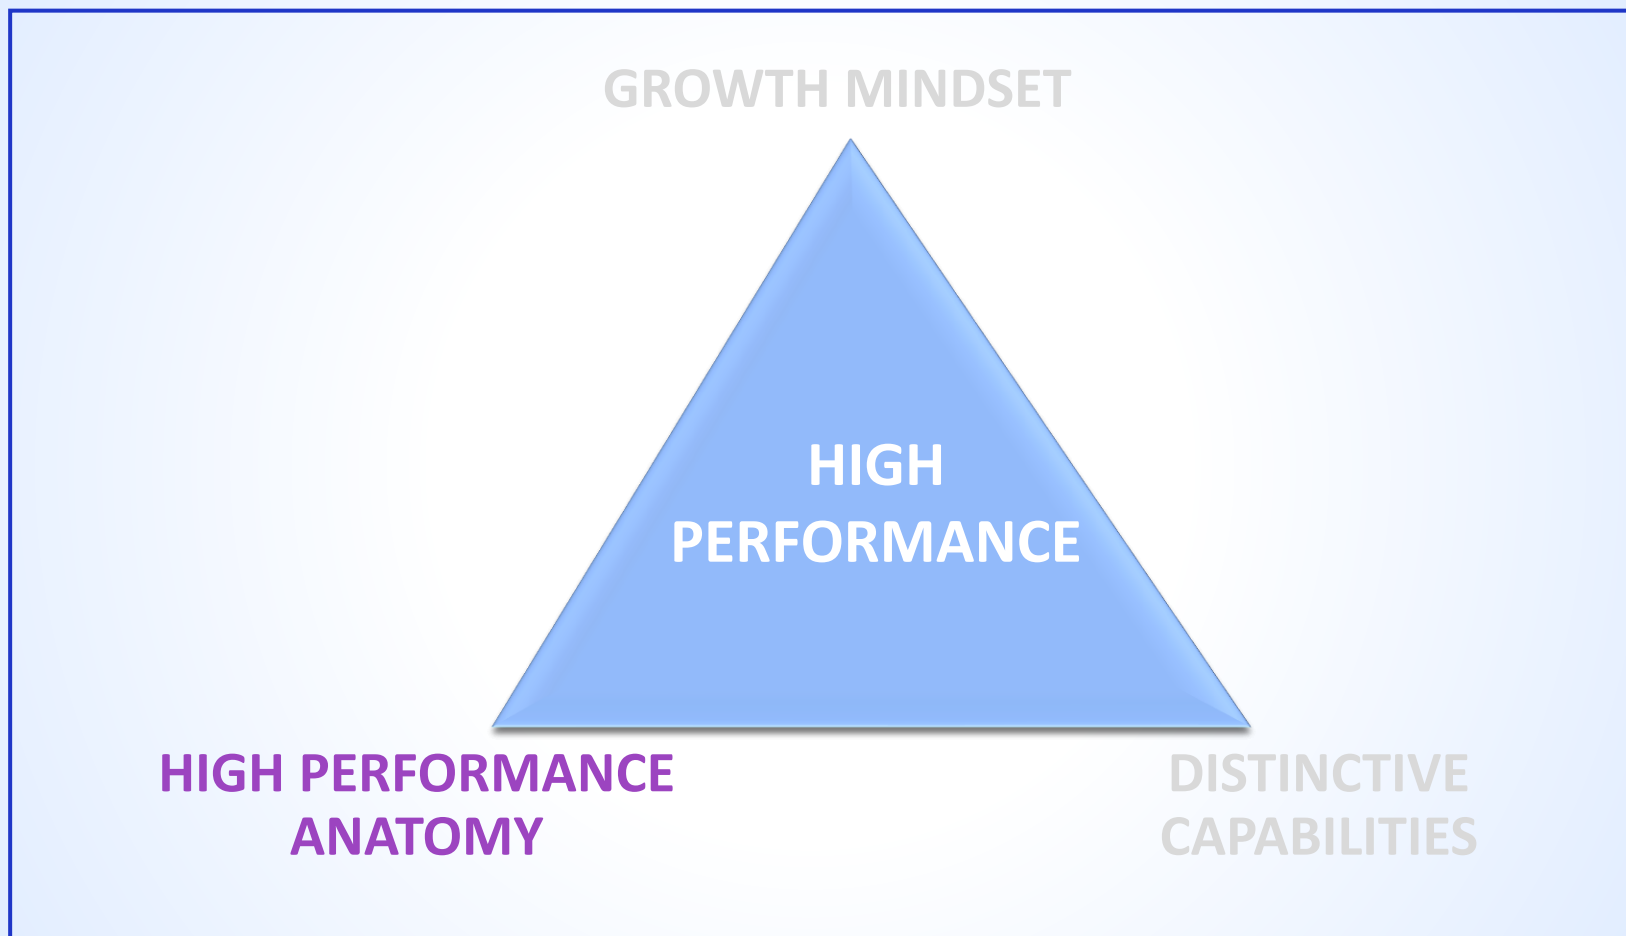 GROWTH MINDSET
HIGH
PERFORMANCE
HIGH PERFORMANCE
ANATOMY
DISTINCTIVE
CAPABILITIES